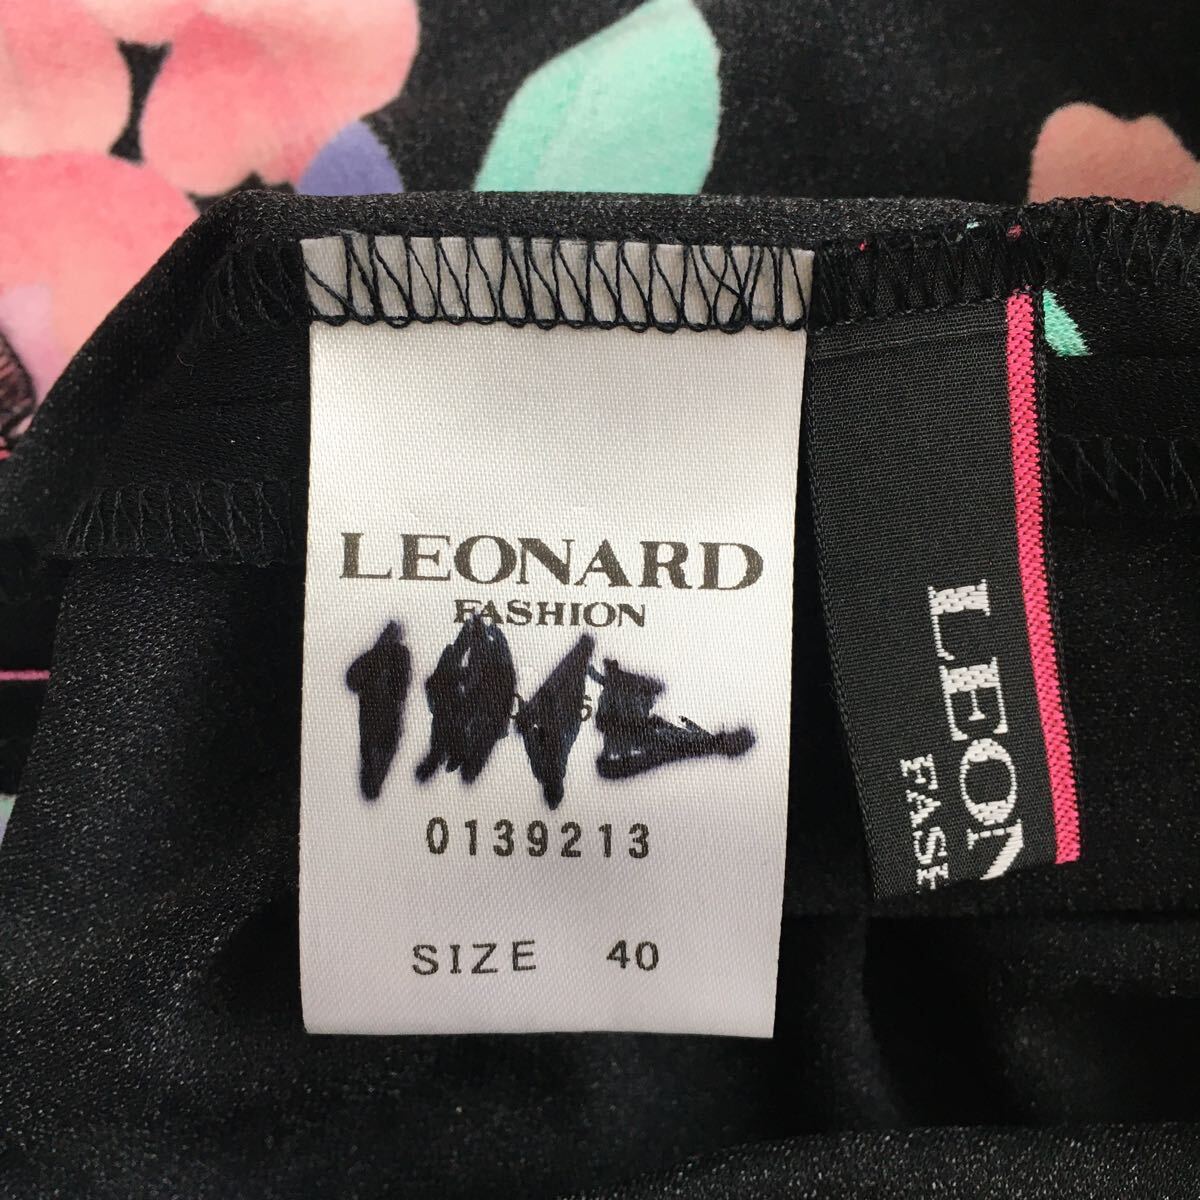 LEONARD
FASHION
0139213
SIZE 40
LEON
FASH